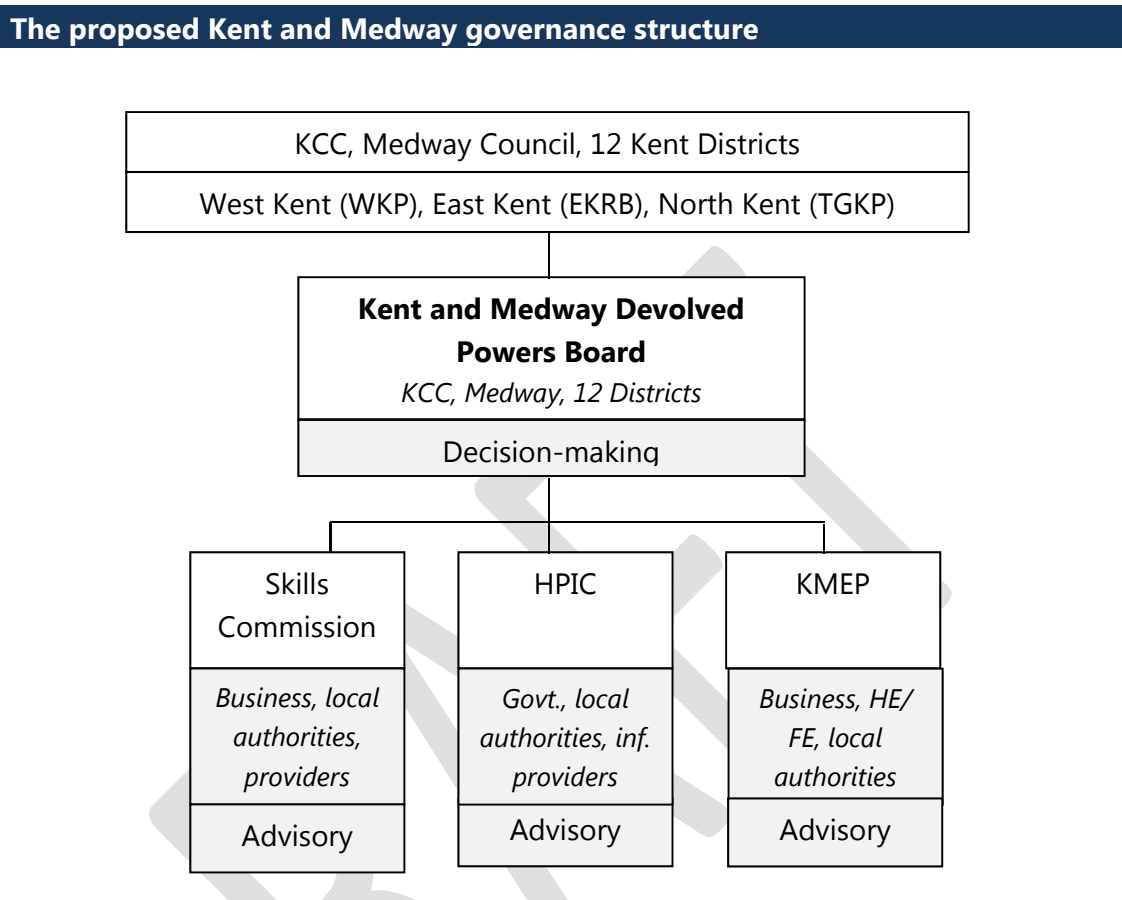 The proposed Kent and Medway governance structure
KCC, Medway Council, 12 Kent Districts
West Kent (WKP), East Kent (EKRB), North Kent (TGKP)
Kent and Medway Devolved
Powers Board
KCC, Medway, 12 Districts
Decision-making
Skills
Commission
Business, local
authorities,
providers
Advisory
HPIC
Govt., local
authorities, inf.
providers
Advisory
KMEP
Business, HE/
FE, local
authorities
Advisory